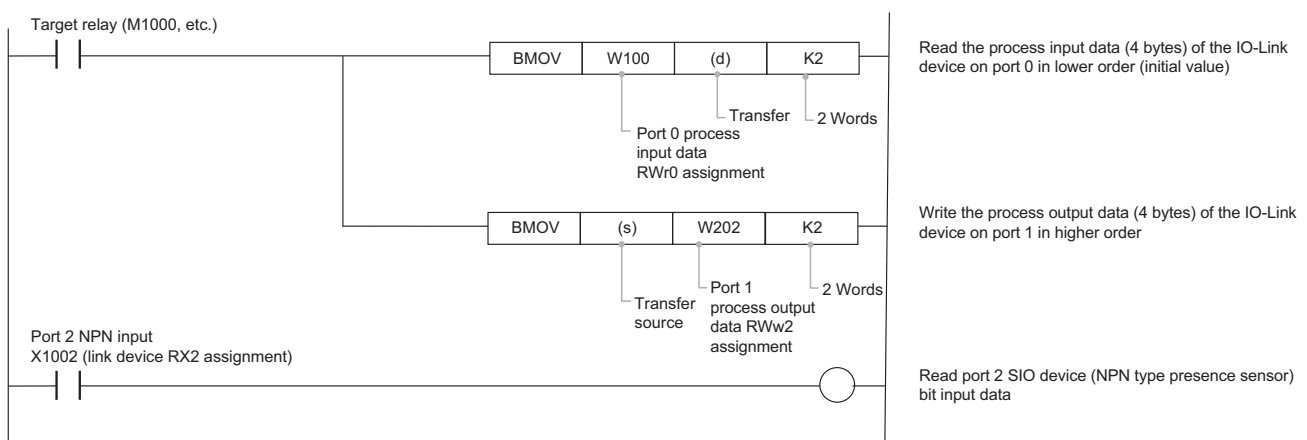 Target relay (M1000, etc.)
BMOV W100 (d) K2
Read the process input data (4 bytes) of the IO-Link
device on port 0 in lower order (initial value)
Transfer
2 Words
Port 0 process
input data
RWr0 assignment
BMOV (s) W202 K2
Write the process output data (4 bytes) of the IO-Link
device on port 1 in higher order
Transfer
source
Port 1
process output
data RWw2
assignment
2 Words
Port 2 NPN input
X1002 (link device RX2 assignment)
Read port 2 SIO device (NPN type presence sensor)
bit input data